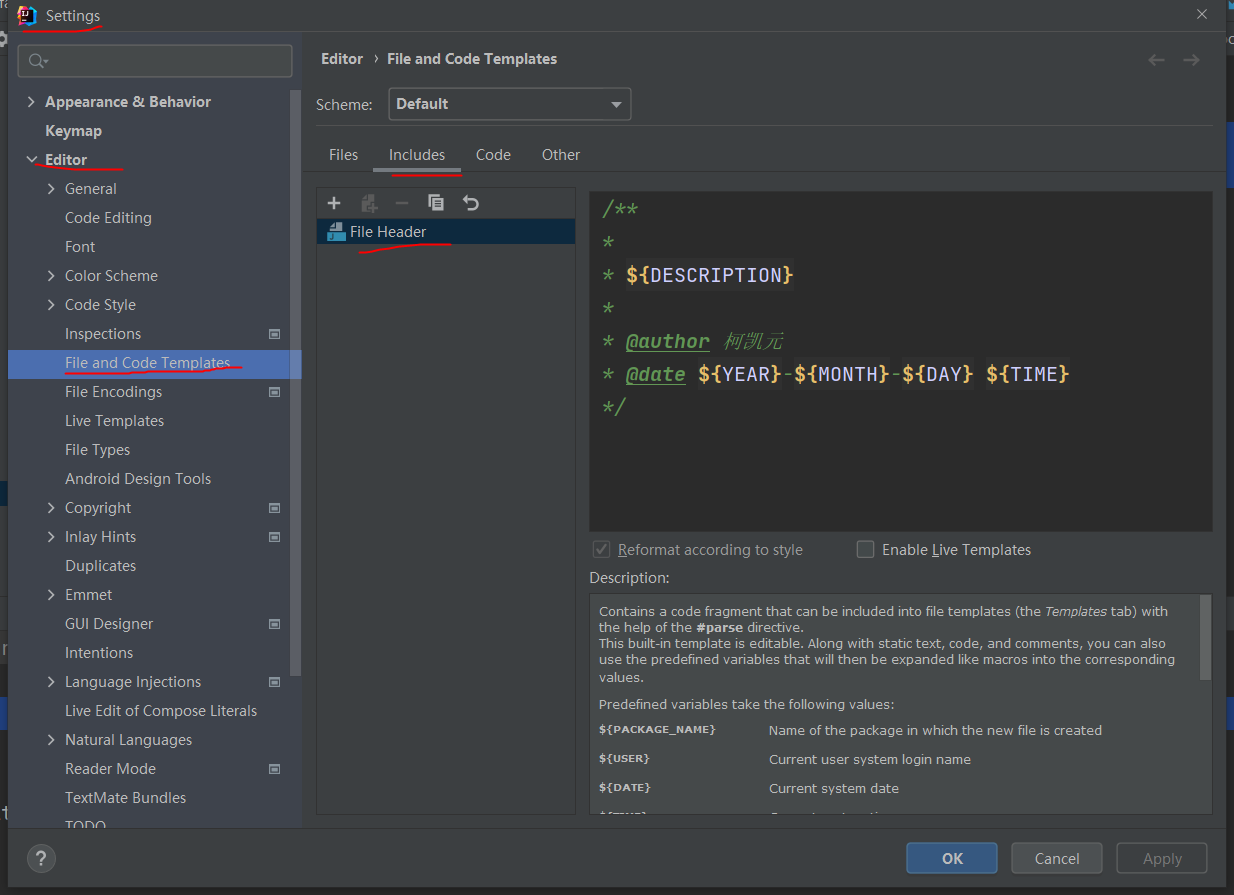 Settings
Editor › File and Code Templates
Appearance & Behavior
Keymap
Editor
General
Code Editing
Font
Color Scheme
Code Style
Inspections
File and Code Templates
File Encodings
Live Templates
File Types
Android Design Tools
Copyright
Inlay Hints
Duplicates
Emmet
GUI Designer
Intentions
Language Injections
Live Edit of Compose Literals
Natural Languages
Reader Mode
TextMate Bundles
TODO
Scheme: Default
Files Includes Code Other
File Header
/**
*
* ${DESCRIPTION}
*
* @author 柯凯元
* @date ${YEAR}-${MONTH}-${DAY} ${TIME}
*/
Reformat according to style Enable Live Templates
Description:
Contains a code fragment that can be included into file templates (the Templates tab) with
the help of the #parse directive.
This built-in template is editable. Along with static text, code, and comments, you can also
use the predefined variables that will then be expanded like macros into the corresponding
values.
Predefined variables take the following values:
${PACKAGE_NAME} Name of the package in which the new file is created
${USER} Current user system login name
${DATE} Current system date
? OK Cancel Apply